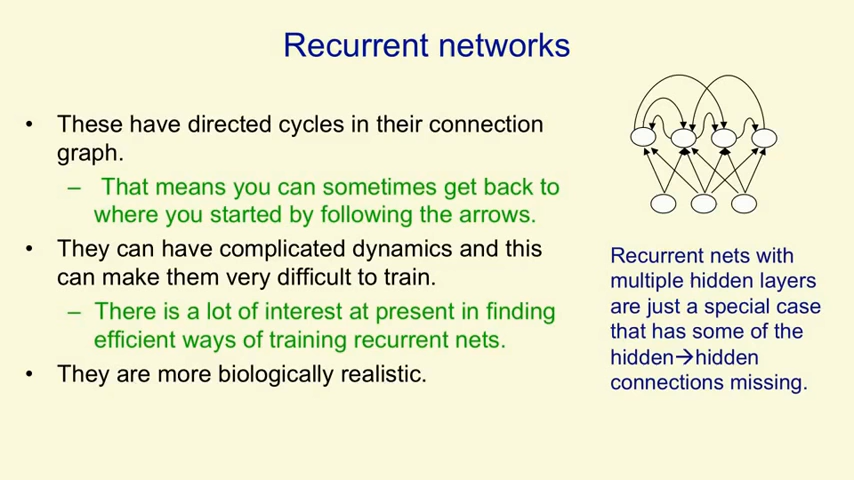 Recurrent networks
• These have directed cycles in their connection
graph.
– That means you can sometimes get back to
where you started by following the arrows.
• They can have complicated dynamics and this
can make them very difficult to train.
– There is a lot of interest at present in finding
efficient ways of training recurrent nets.
• They are more biologically realistic.
Recurrent nets with
multiple hidden layers
are just a special case
that has some of the
hidden→hidden
connections missing.